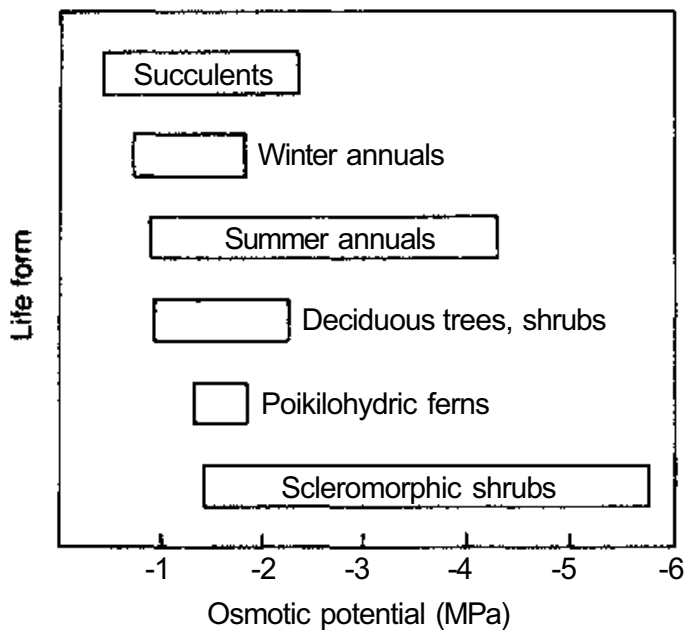 Succulents
Winter annuals
Summer annuals
Deciduous trees, shrubs
Poikilohydric ferns
Scleromorphic shrubs
Life form
-1 -2 -3 -4 -5 -6
Osmotic potential (MPa)